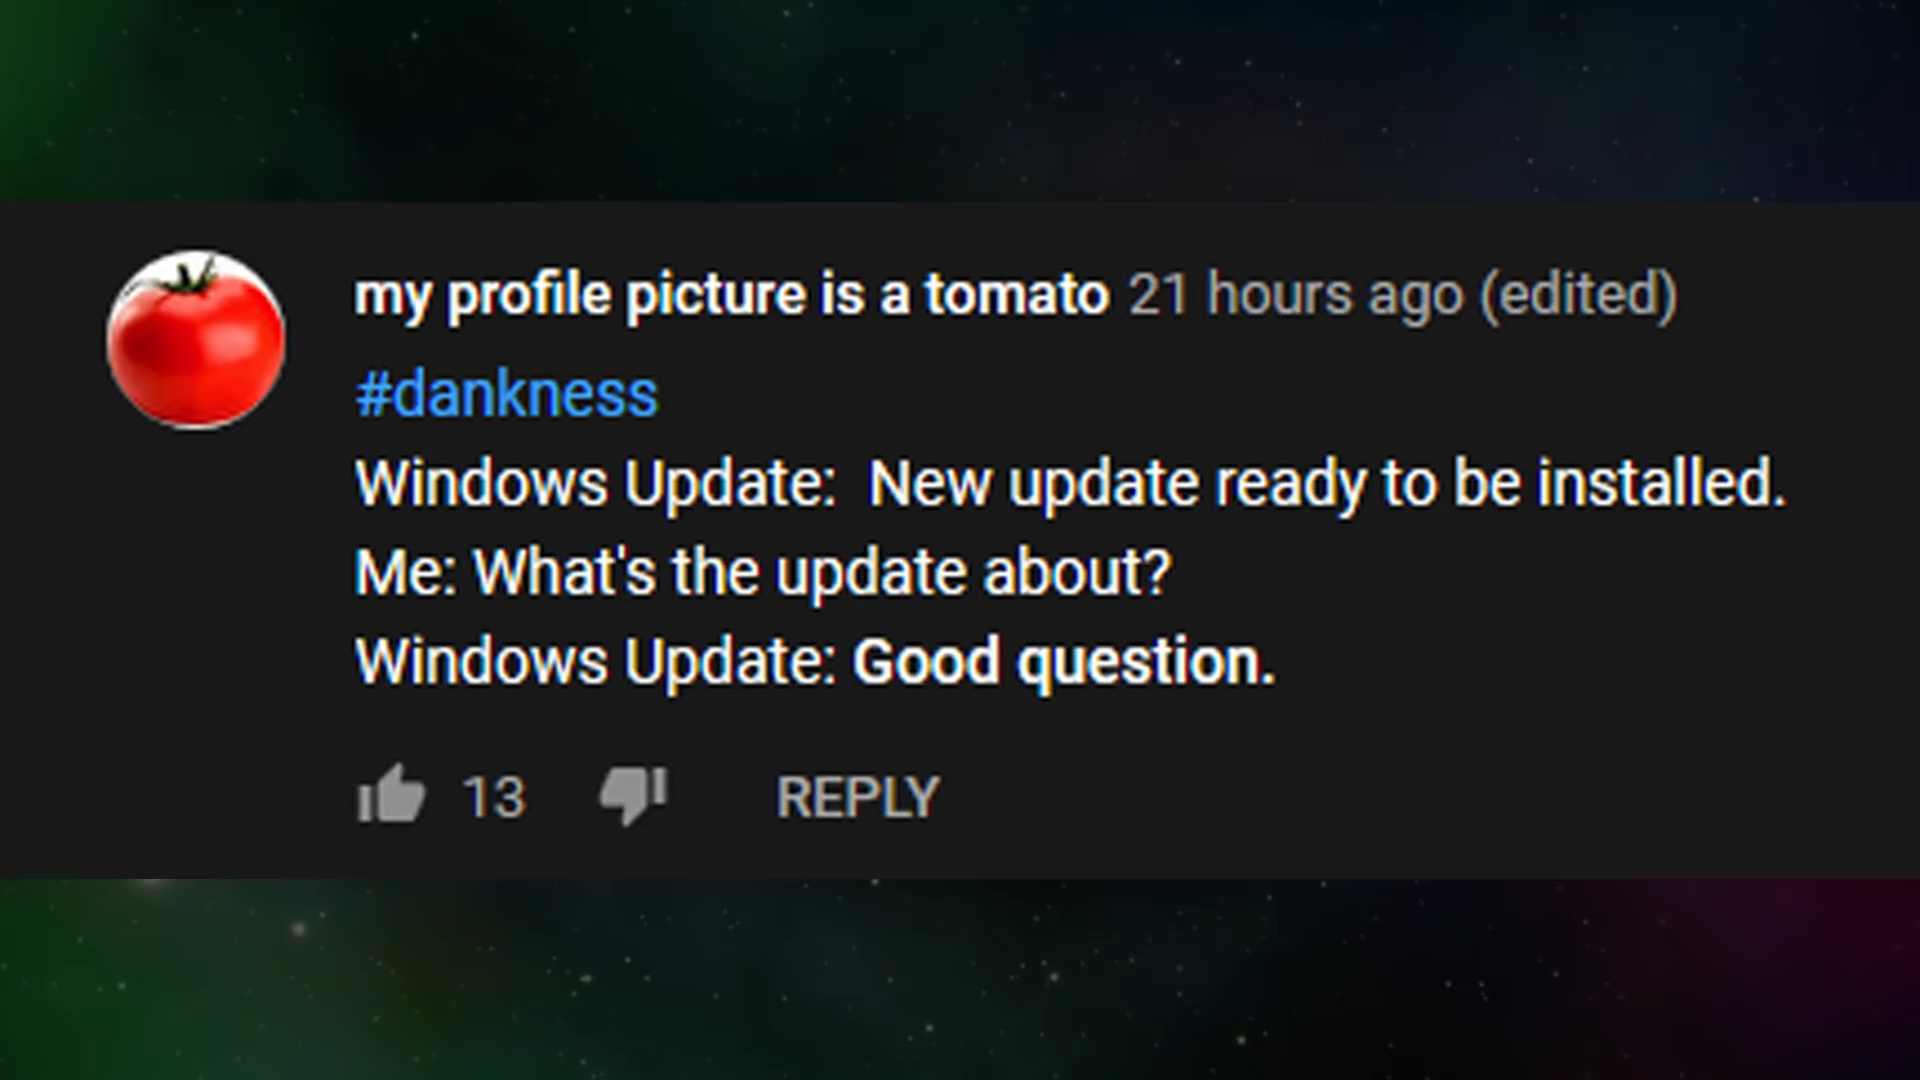 my profile picture is a tomato 21 hours ago (edited)
#dankness
Windows Update:  New update ready to be installed.
Me: What's the update about?
Windows Update: Good question.
13 REPLY